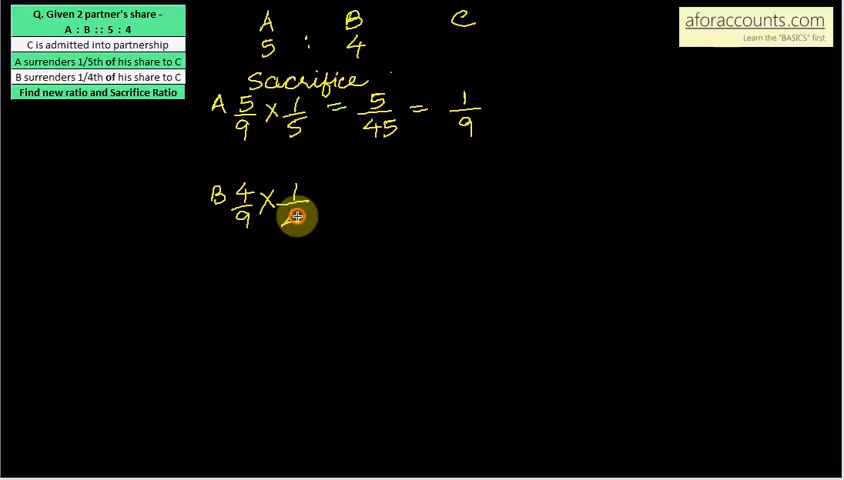 Q. Given 2 partner's share -
A : B :: 5 : 4
C is admitted into partnership
A surrenders 1/5th of his share to C
B surrenders 1/4th of his share to C
Find new ratio and Sacrifice Ratio
A B C
5 : 4
Sacrifice
A 5/9 X 1/5 = 5/45 = 1/9
B 4/9 X 1/
aforaccounts.com
Learn the "BASICS" first